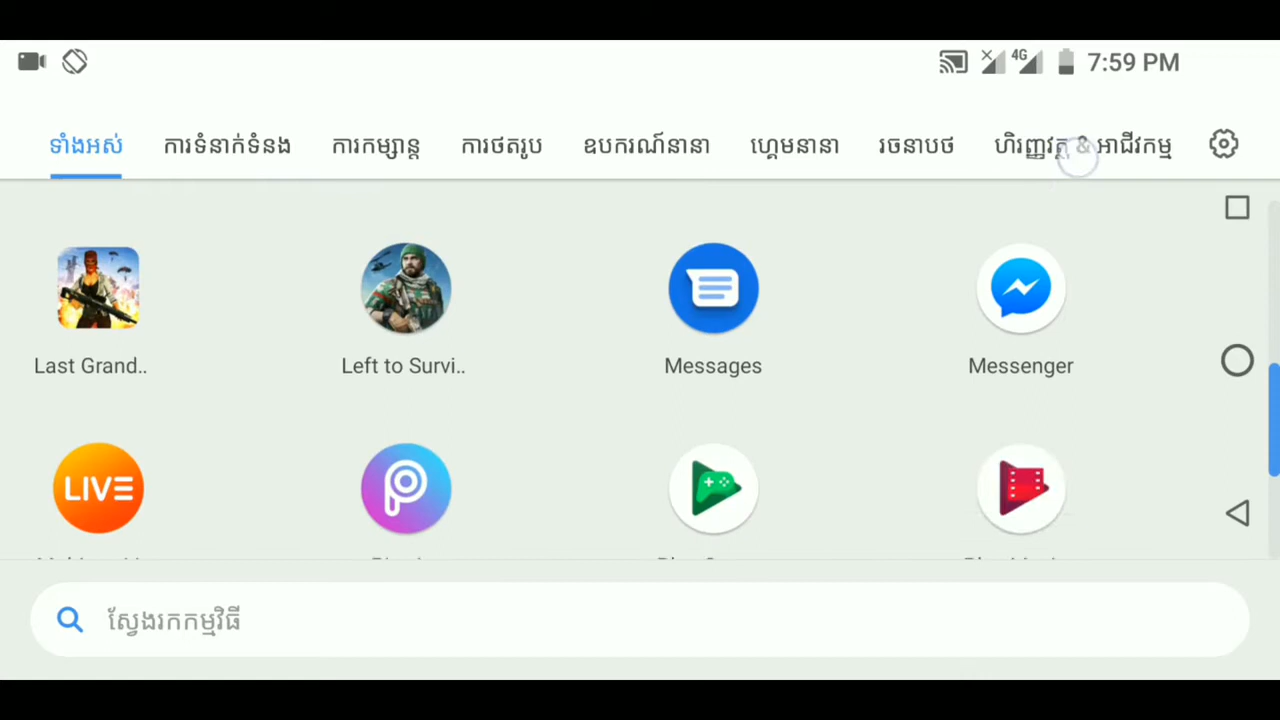 4G 7:59 PM
ទាំងអស់ ការទំនាក់ទំនង ការកម្សាន្ត ការថតរូប ឧបករណ៍នានា ហ្គេមនានា រចនាបថ ហិរញ្ញវត្ថុ & អាជីវកម្ម
Last Grand.. Left to Survi.. Messages Messenger
LIVE
ស្វែងរកកម្មវិធី